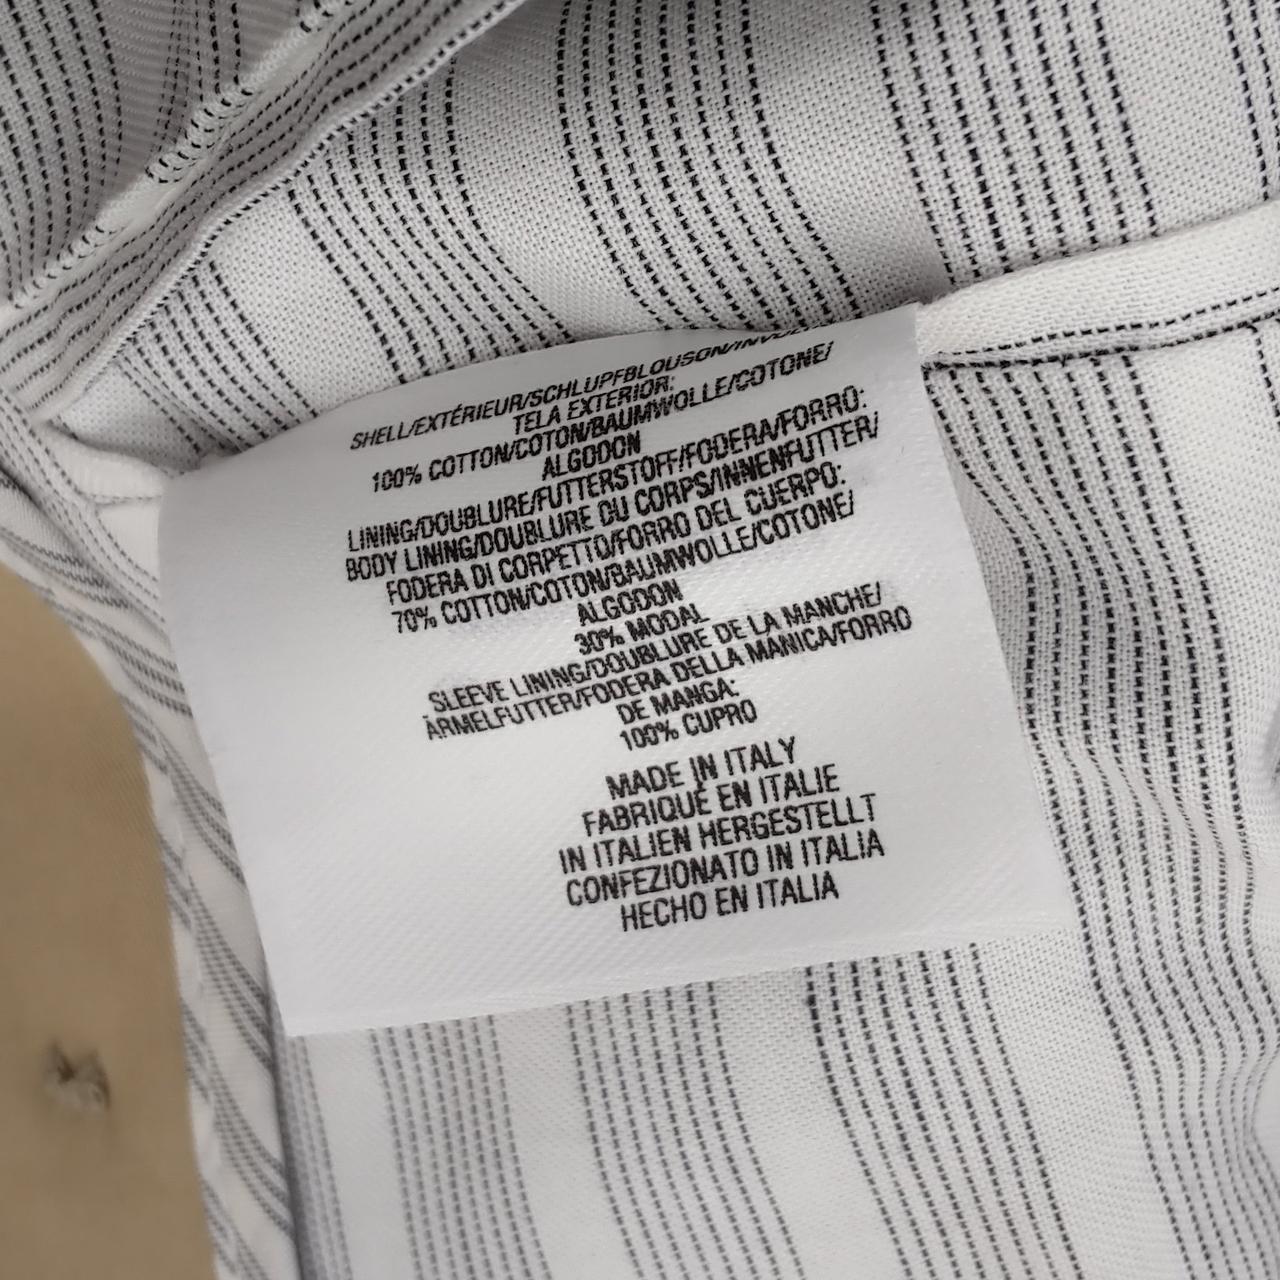 SHELL/EXTÉRIEUR/SCHLUPFBLOUSON/
TELA EXTERIOR:
100% COTTON/COTON/BAUMWOLLE/COTONE/
ALGODON
LINING/DOUBLURE/FUTTERSTOFF/FODERA/FORRO:
BODY LINING/DOUBLURE DU CORPS/INNENFUTTER/
FODERA DI CORPETTO/FORRO DEL CUERPO:
70% COTTON/COTON/BAUMWOLLE/COTONE/
ALGODON
30% MODAL
SLEEVE LINING/DOUBLURE DE LA MANCHE/
ÄRMELFUTTER/FODERA DELLA MANICA/FORRO
DE MANGA:
100% CUPRO
MADE IN ITALY
FABRIQUÉ EN ITALIE
IN ITALIEN HERGESTELLT
CONFEZIONATO IN ITALIA
HECHO EN ITALIA